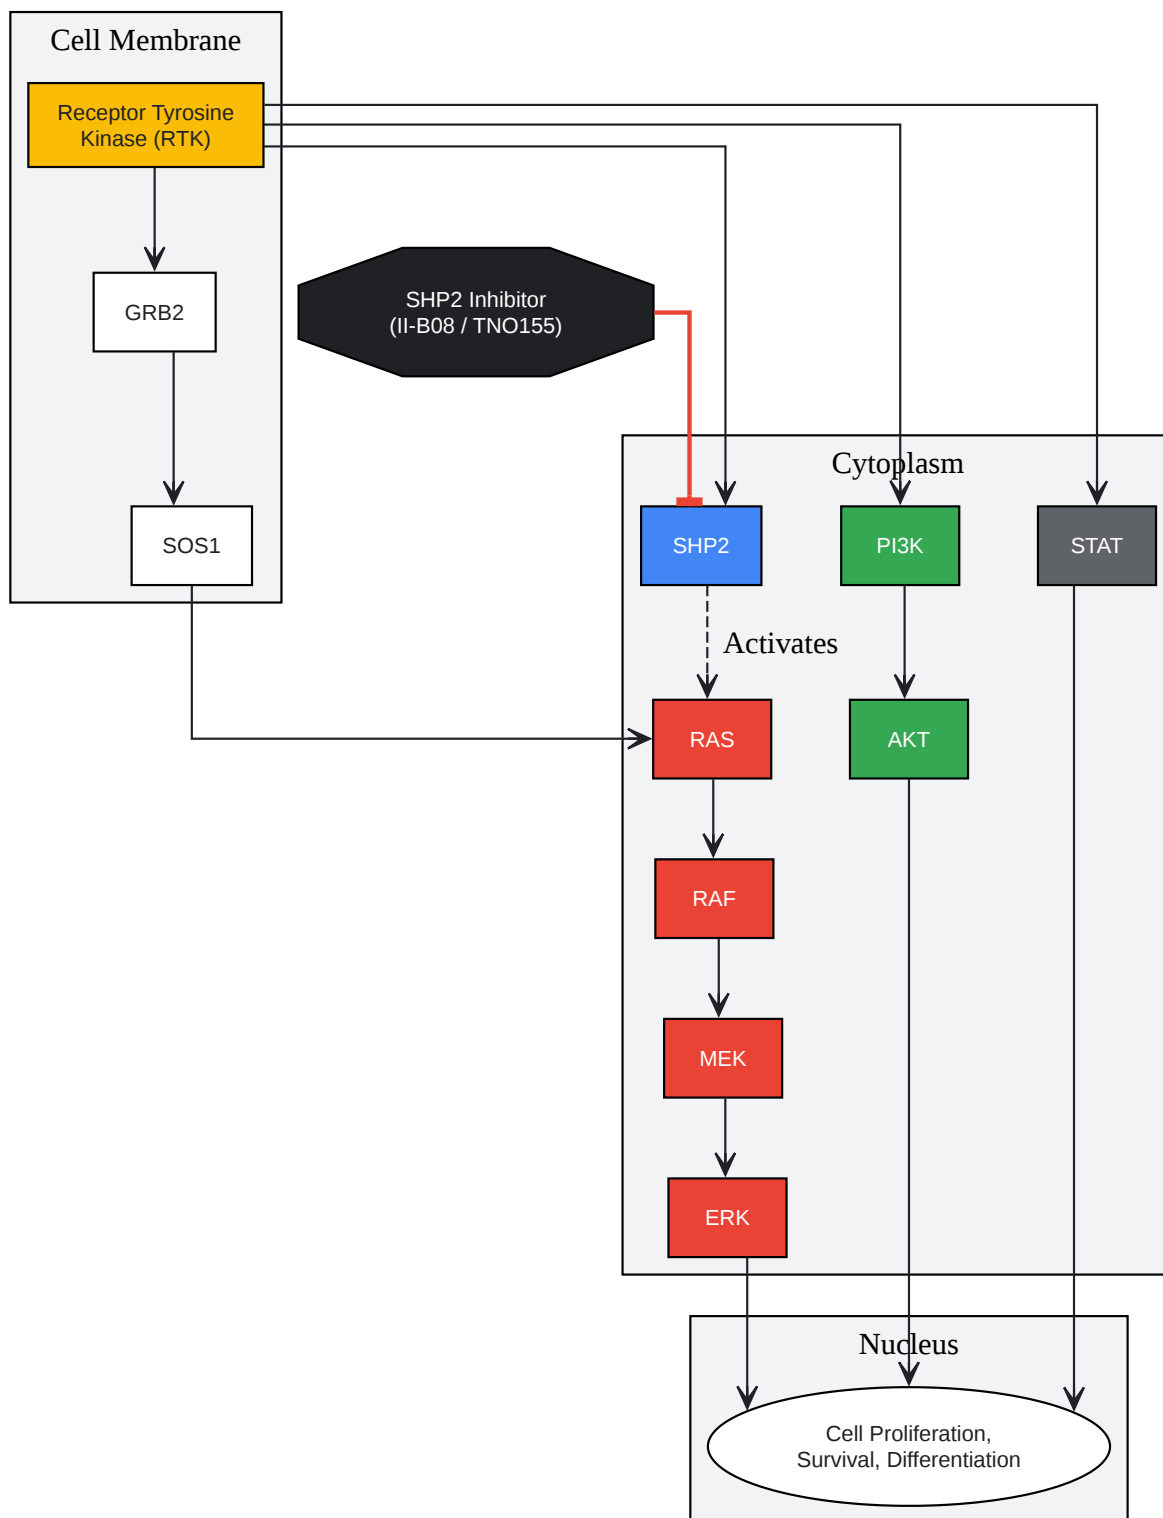 Cell Membrane
Receptor Tyrosine
Kinase (RTK)
GRB2
SHP2 Inhibitor
(II-B08 / TNO155)
Cytoplasm
SOS1
SHP2
PI3K
STAT
Activates
RAS
AKT
RAF
MEK
ERK
Nucleus
Cell Proliferation,
Survival, Differentiation